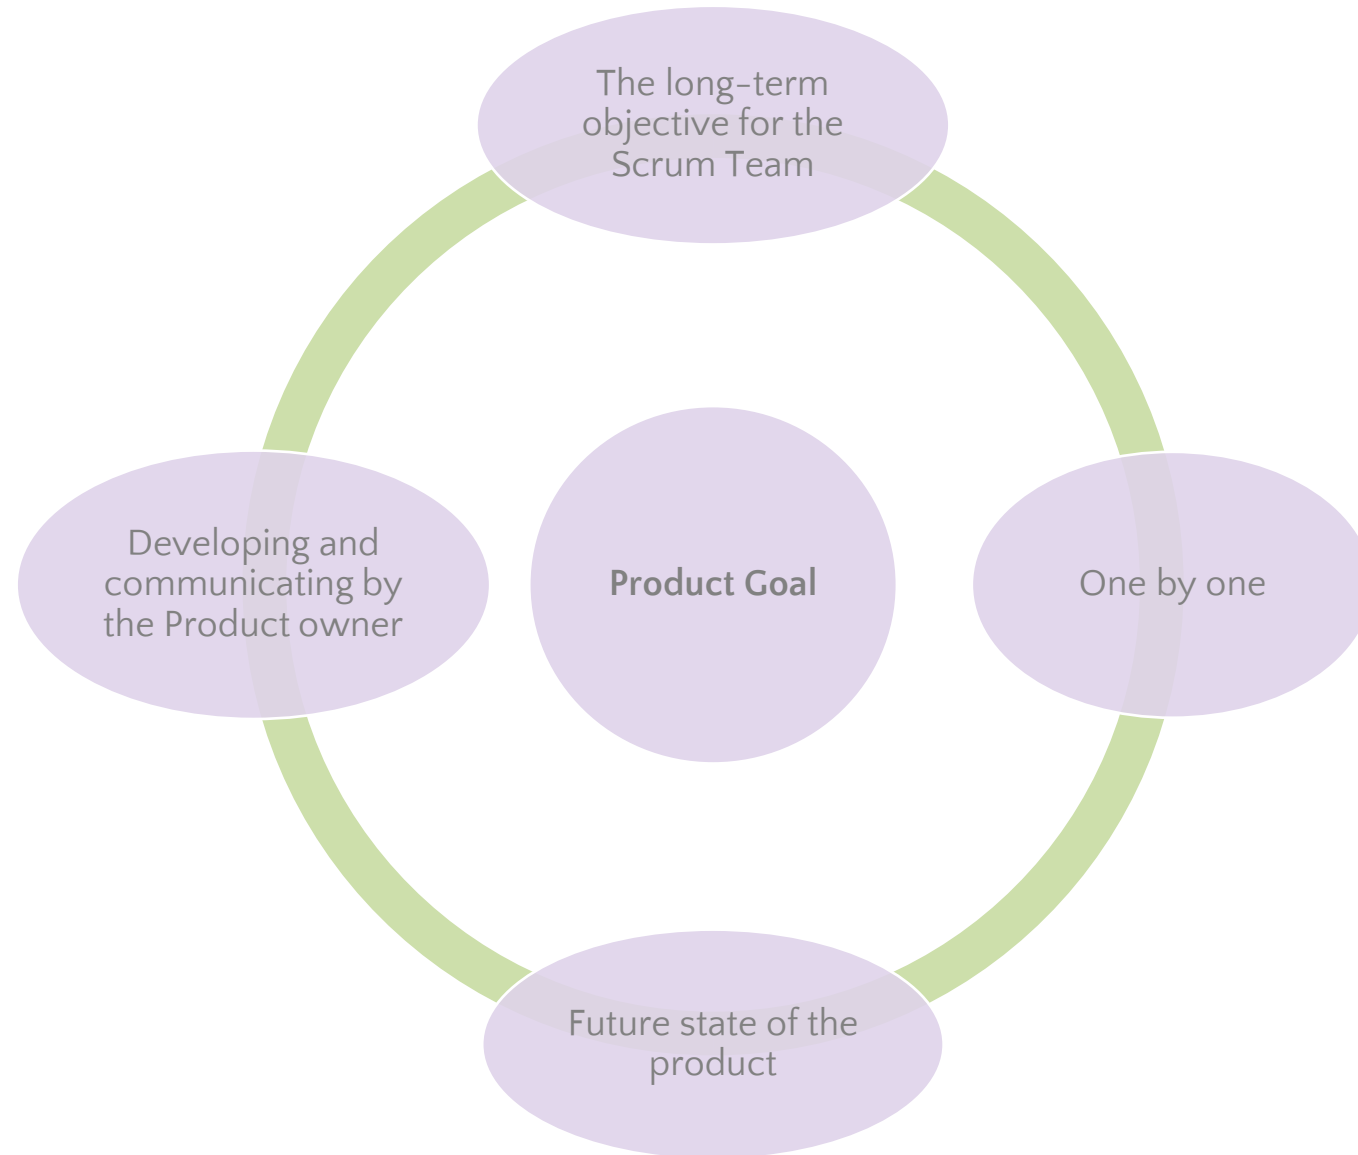 The long-term
objective for the
Scrum Team
Developing and
communicating by
the Product owner
Product Goal
One by one
Future state of the
product